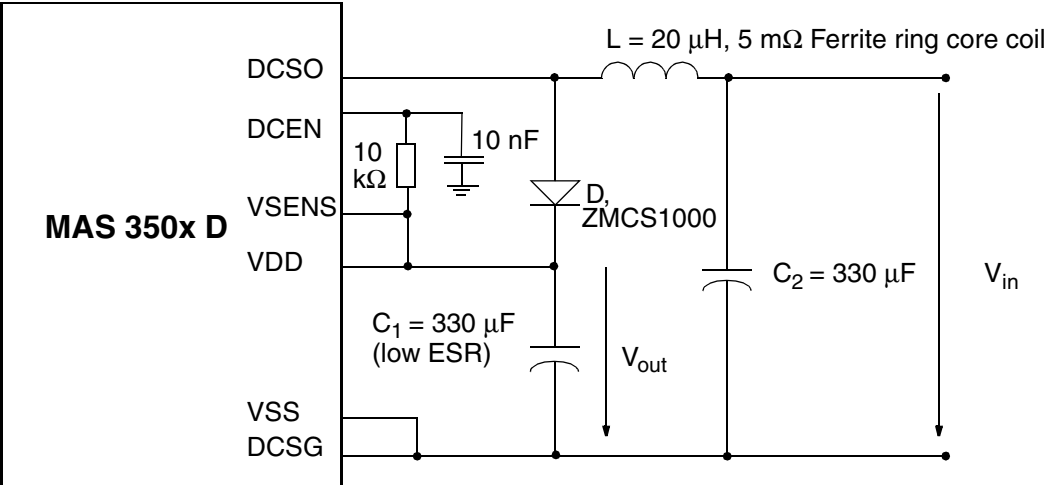 L = 20 μH, 5 mΩ Ferrite ring core coil
DCSO
DCEN
10 nF
10
kΩ
VSENS
D,
ZMCS1000
MAS 350x D
VDD
C2 = 330 μF
Vin
C1 = 330 μF
(low ESR)
Vout
VSS
DCSG